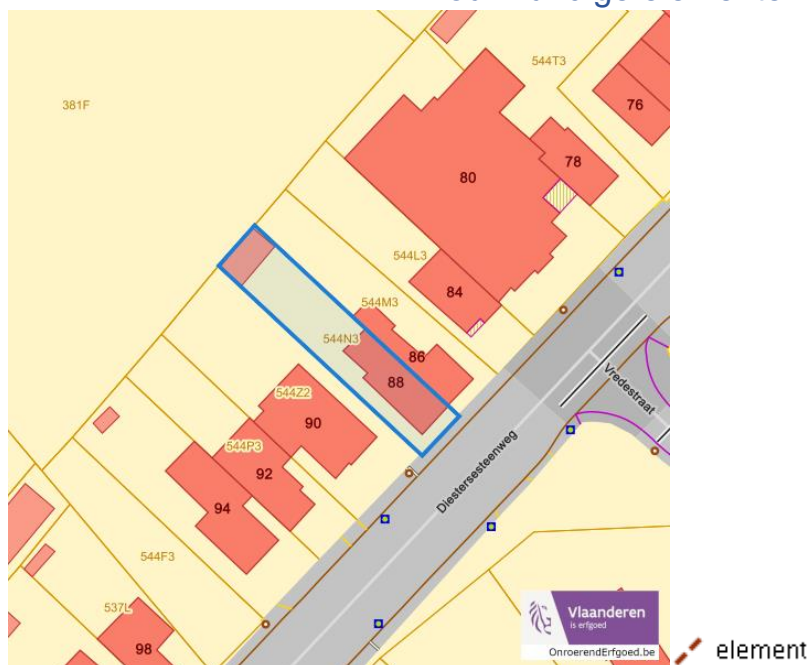 381F
544T3
76
78
80
544L3
84
544M3
544N3
86
88
544Z2
90
544P3
92
94
544F3
537L
98
Diestersesteenweg
Vredestraat
Vlaanderen
is erfgoed
OnroerendErfgoed.be
element